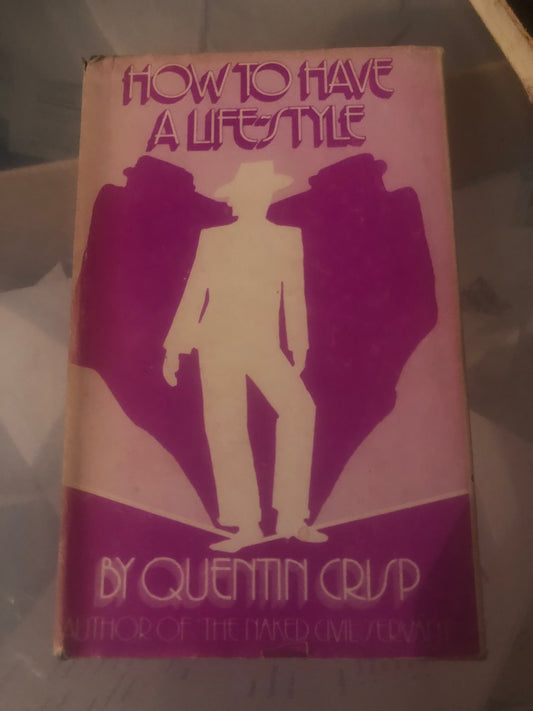 HOW TO HAVE
A LIFE-STYLE
BY QUENTIN CRISP
AUTHOR OF 'THE NAKED CIVIL SERVANT'